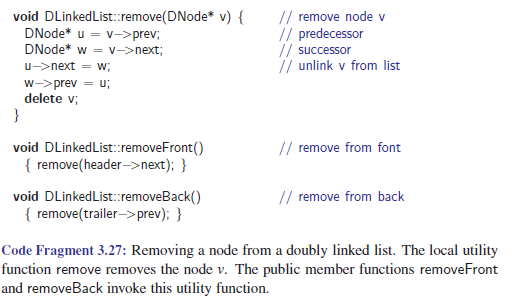 void DLinkedList::remove(DNode* v) { // remove node v
DNode* u = v−>prev; // predecessor
DNode* w = v−>next; // successor
u−>next = w; // unlink v from list
w−>prev = u;
delete v;
}
void DLinkedList::removeFront() // remove from font
{ remove(header−>next); }
void DLinkedList::removeBack() // remove from back
{ remove(trailer−>prev); }
Code Fragment 3.27: Removing a node from a doubly linked list. The local utility
function remove removes the node v. The public member functions removeFront
and removeBack invoke this utility function.